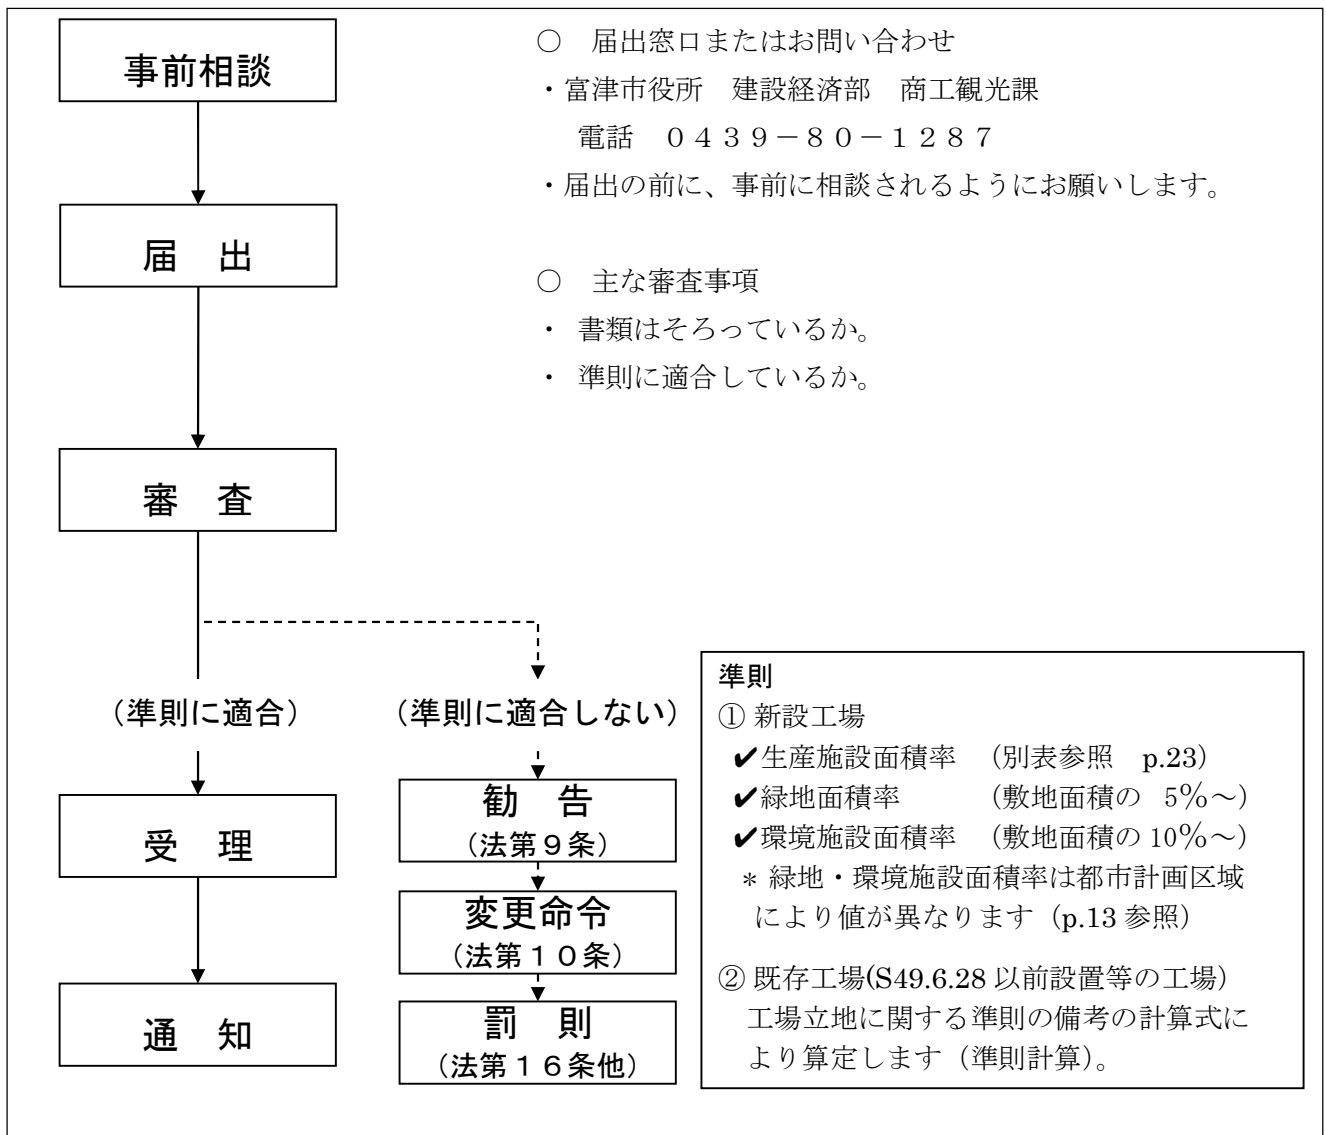 事前相談
届　出
審　査
（準則に適合）
受　理
通　知
（準則に適合しない）
勧　告
（法第９条）
変更命令
（法第１０条）
罰　則
（法第１６条他）
○　届出窓口またはお問い合わせ
・富津市役所　建設経済部　商工観光課
電話　０４３９－８０－１２８７
・届出の前に、事前に相談されるようにお願いします。
○　主な審査事項
・ 書類はそろっているか。
・ 準則に適合しているか。
準則
① 新設工場
✔生産施設面積率　（別表参照　p.23）
✔緑地面積率　　　（敷地面積の　5％～）
✔環境施設面積率　（敷地面積の 10％～）
＊ 緑地・環境施設面積率は都市計画区域
により値が異なります（p.13 参照）
② 既存工場(S49.6.28 以前設置等の工場）
工場立地に関する準則の備考の計算式に
より算定します（準則計算）。